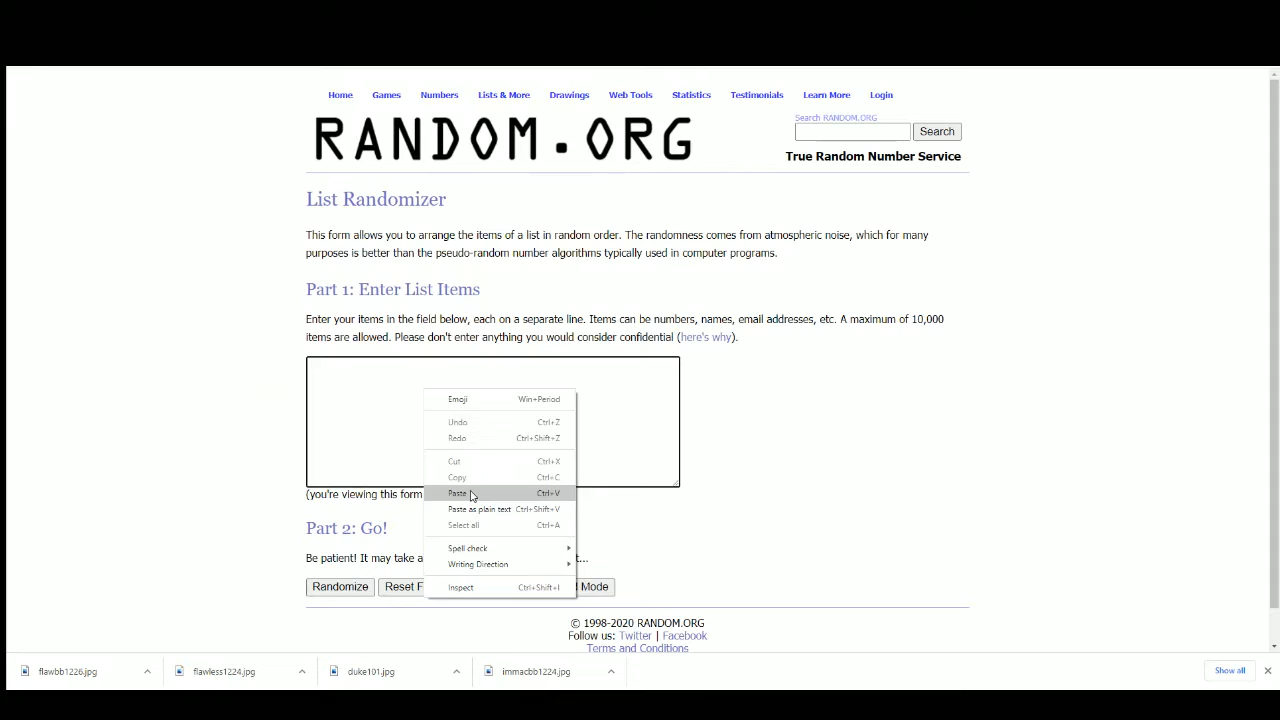 Home Games Numbers Lists & More Drawings Web Tools Statistics Testimonials Learn More Login
RANDOM.ORG
Search RANDOM.ORG
Search
True Random Number Service
List Randomizer
This form allows you to arrange the items of a list in random order. The randomness comes from atmospheric noise, which for many
purposes is better than the pseudo-random number algorithms typically used in computer programs.
Part 1: Enter List Items
Enter your items in the field below, each on a separate line. Items can be numbers, names, email addresses, etc. A maximum of 10,000
items are allowed. Please don't enter anything you would consider confidential (here's why).
Emoji Win+Period
Undo Ctrl+Z
Redo Ctrl+Shift+Z
Cut Ctrl+X
Copy Ctrl+C
Paste Ctrl+V
Paste as plain text Ctrl+Shift+V
Select all Ctrl+A
Spell check
Writing Direction
Inspect Ctrl+Shift+I
(you're viewing this form
Part 2: Go!
Be patient! It may take a t...
Randomize Reset F d Mode
© 1998-2020 RANDOM.ORG
Follow us: Twitter | Facebook
Terms and Conditions
flawbb1226.jpg flawless1224.jpg duke101.jpg immacbb1224.jpg Show all